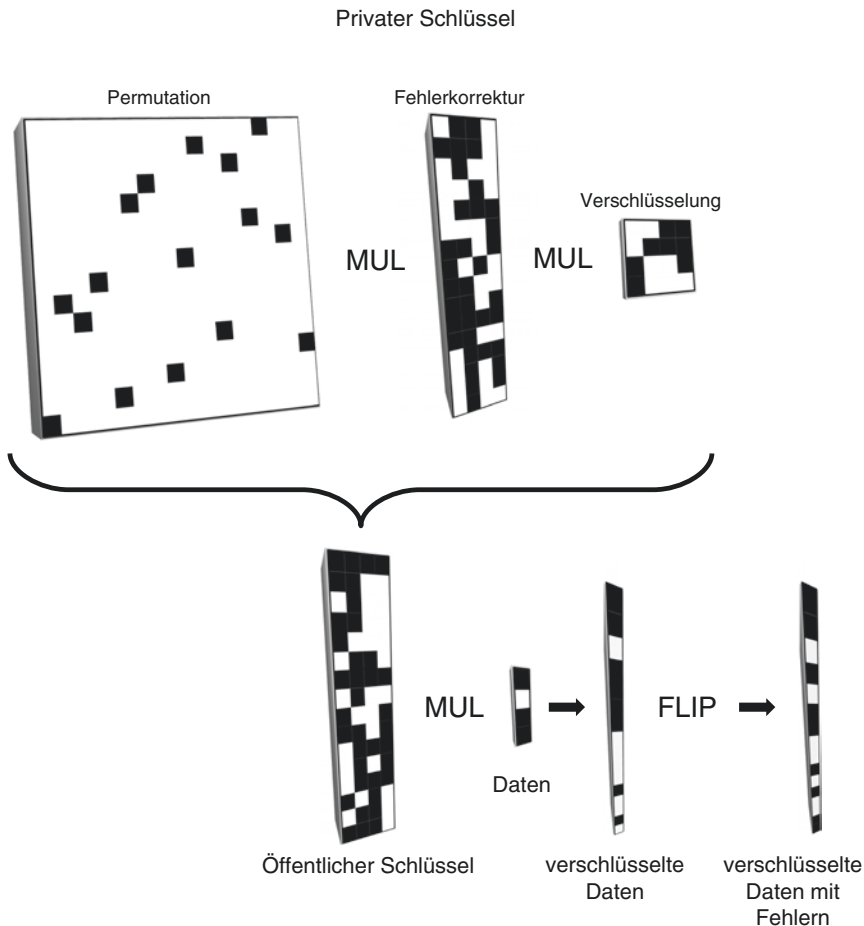 Privater Schlüssel
Permutation
Fehlerkorrektur
Verschlüsselung
MUL
MUL
MUL
FLIP
Daten
Öffentlicher Schlüssel
verschlüsselte
Daten
verschlüsselte
Daten mit
Fehlern